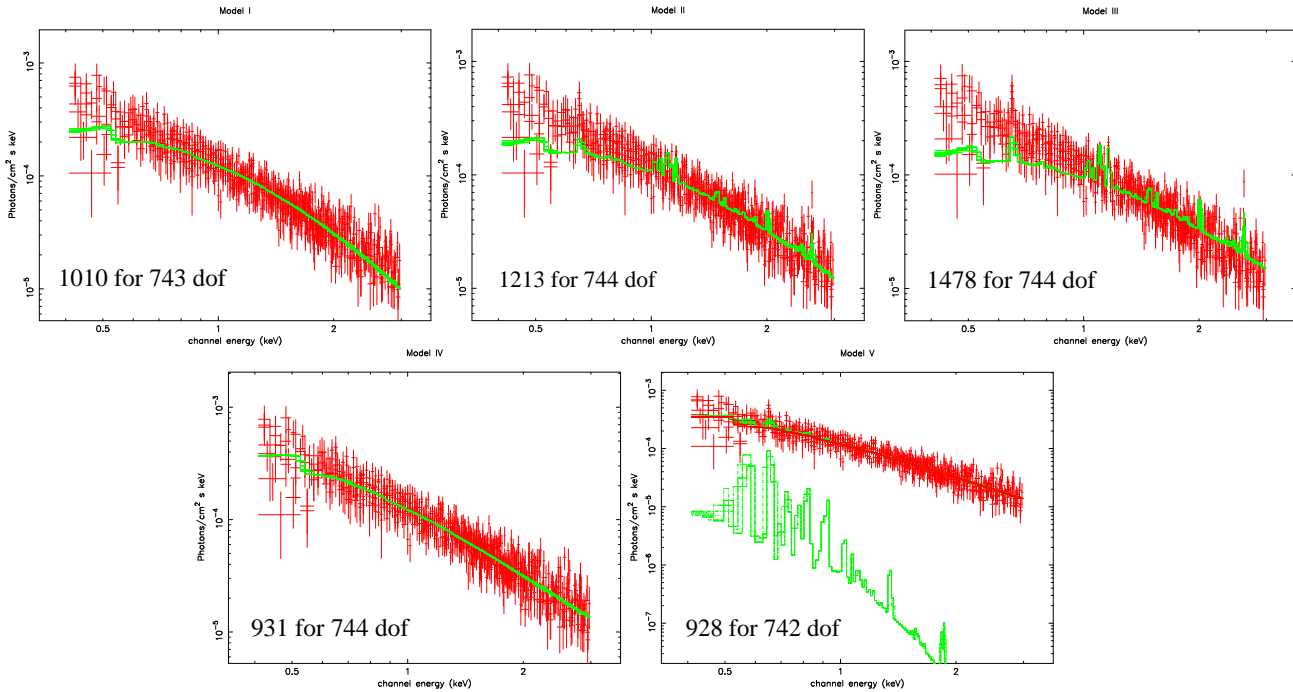 Model I
Photons/cm² s keV
10⁻³
10⁻⁴
10⁻⁵
1010 for 743 dof
0.5 1 2
channel energy (keV)
Model II
Photons/cm² s keV
10⁻³
10⁻⁴
10⁻⁵
1213 for 744 dof
0.5 1 2
channel energy (keV)
Model III
Photons/cm² s keV
10⁻³
10⁻⁴
10⁻⁵
1478 for 744 dof
0.5 1 2
channel energy (keV)
Model IV
Photons/cm² s keV
10⁻³
10⁻⁴
10⁻⁵
931 for 744 dof
0.5 1 2
channel energy (keV)
Model V
Photons/cm² s keV
10⁻³
10⁻⁴
10⁻⁵
10⁻⁶
10⁻⁷
928 for 742 dof
0.5 1 2
channel energy (keV)